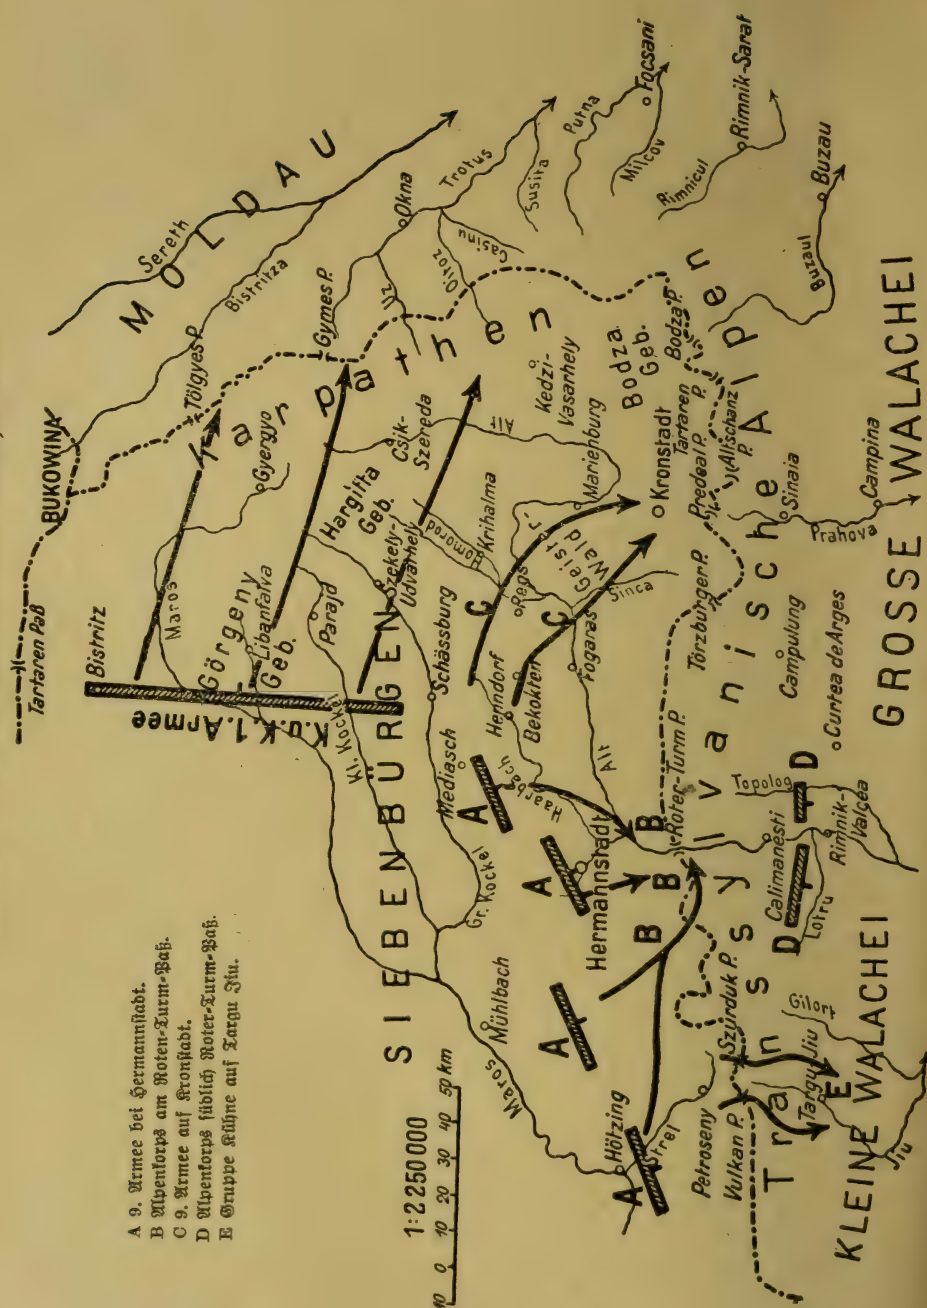 A 9. Armee bei Hermannstadt.
B Alpenkorps am Roten-Turm-Paß.
C 9. Armee auf Kronstadt.
D Alpenkorps südlich Roter-Turm-Paß.
E Gruppe Kühne auf Targu Jiu.
1:2250000
10 0 10 20 30 40 50 km
Tartaren Paß
BUKOWINA
Bistritz
K.u.K. 1. Armee
Maros
Görgeny
Geb.
Libanfalva
Gyergyo
Tölgyes P.
Sereth
MOLDAU
Bistritza
Gymes P.
Okna
Trotus
Uz
Oitoz
Casinu
Susita
Putna
Focsani
Milcov
Rimnicul
Rimnik-Sarat
Buzau
Buzaul
Karpathen
Parajd
Hargitta
Geb.
Csik-
Szereda
Alt
Kedzi-
Vasarhely
Szekely-
Udvarhely
Homorod
Krihalma
Marienburg
Bodza
Geb.
Bodza P.
Kl. Kockel
SIEBENBÜRGEN
Schässburg
Mediasch
Gr. Kockel
Henndorf
Bekokten
C
C
Reps
Geist-
Wald
Kronstadt
Tartaren
P.
Predeal P.
Altschanz
P.
Sinca
Fogaras
Haarbach
Alt
Törzburger P.
Sinaia
Prahova
Campina
Campulung
Curtea de Arges
A
A
A
A
Hermannstadt
Mühlbach
Maros
Hötzing
Strel
Petroseny
Vulkan P.
Szurduk P.
B
B
B
Roter-Turm P.
Transsylvanische Alpen
Topolog
D
D
Calimanesti
Lotru
Rimnik-
Valcea
Gilort
Targu Jiu
E
Jiu
KLEINE WALACHEI
GROSSE WALACHEI